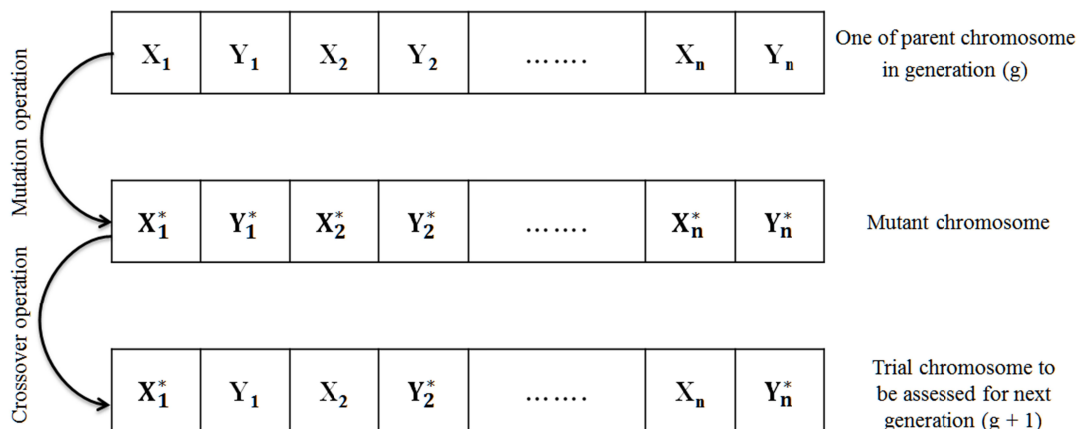 Mutation operation
X₁ Y₁ X₂ Y₂ ……. Xₙ Yₙ
One of parent chromosome
in generation (g)
X₁* Y₁* X₂* Y₂* ……. Xₙ* Yₙ*
Mutant chromosome
Crossover operation
X₁* Y₁ X₂ Y₂* ……. Xₙ Yₙ*
Trial chromosome to
be assessed for next
generation (g + 1)